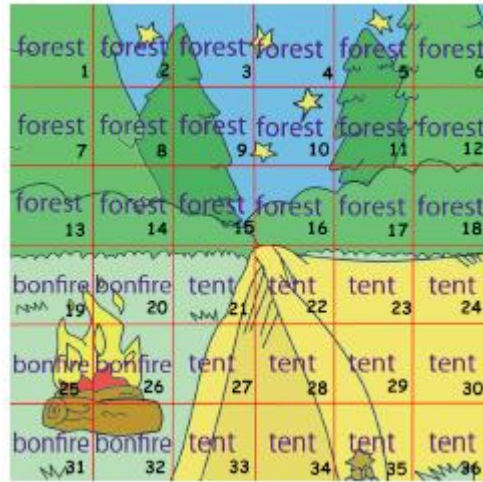 forest forest forest forest forest forest
1 2 3 4 5 6
forest forest forest forest forest forest
7 8 9 10 11 12
forest forest forest forest forest forest
13 14 15 16 17 18
bonfire bonfire tent tent tent tent
19 20 21 22 23 24
bonfire bonfire tent tent tent tent
25 26 27 28 29 30
bonfire bonfire tent tent tent tent
31 32 33 34 35 36